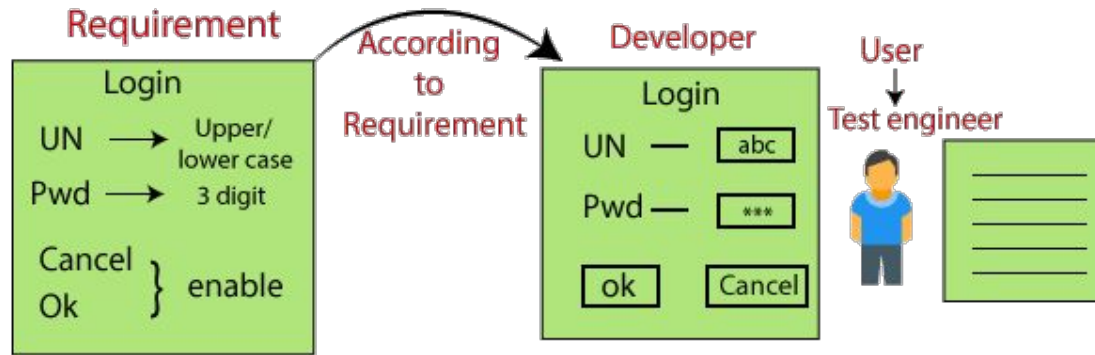 Requirement
Login
UN
Upper/
lower case
Pwd
3 digit
Cancel
Ok
} enable
According
to
Requirement
Developer
Login
UN
abc
Pwd
***
ok
Cancel
User
Test engineer